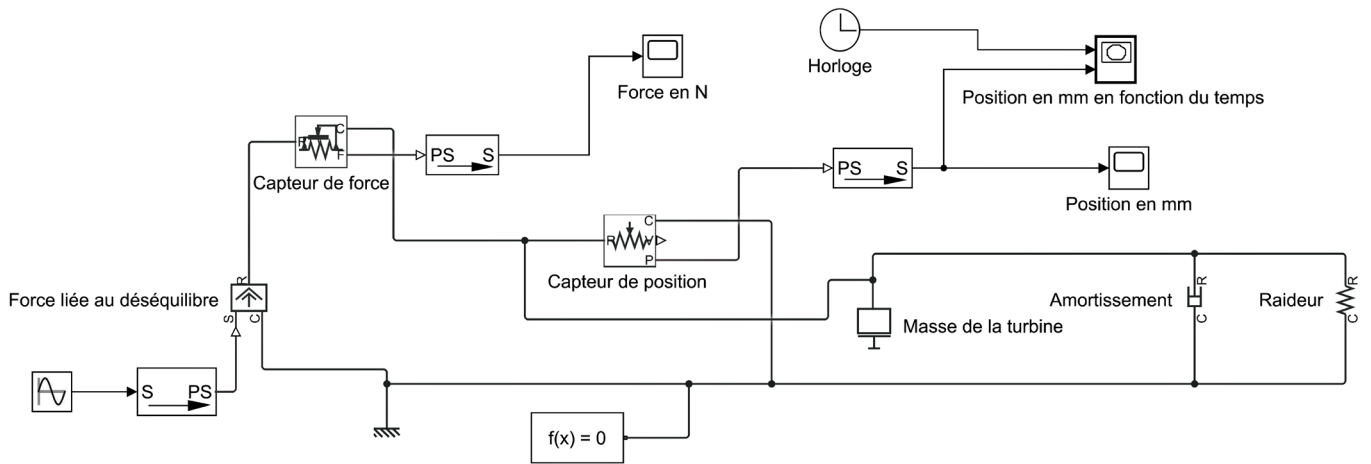 Horloge
Force en N
Position en mm en fonction du temps
C
R
F
PS S
Capteur de force
PS S
Position en mm
C
R V
P
Capteur de position
R
Force liée au déséquilibre
S C
Masse de la turbine
R
Amortissement
C
R
Raideur
C
S PS
f(x) = 0